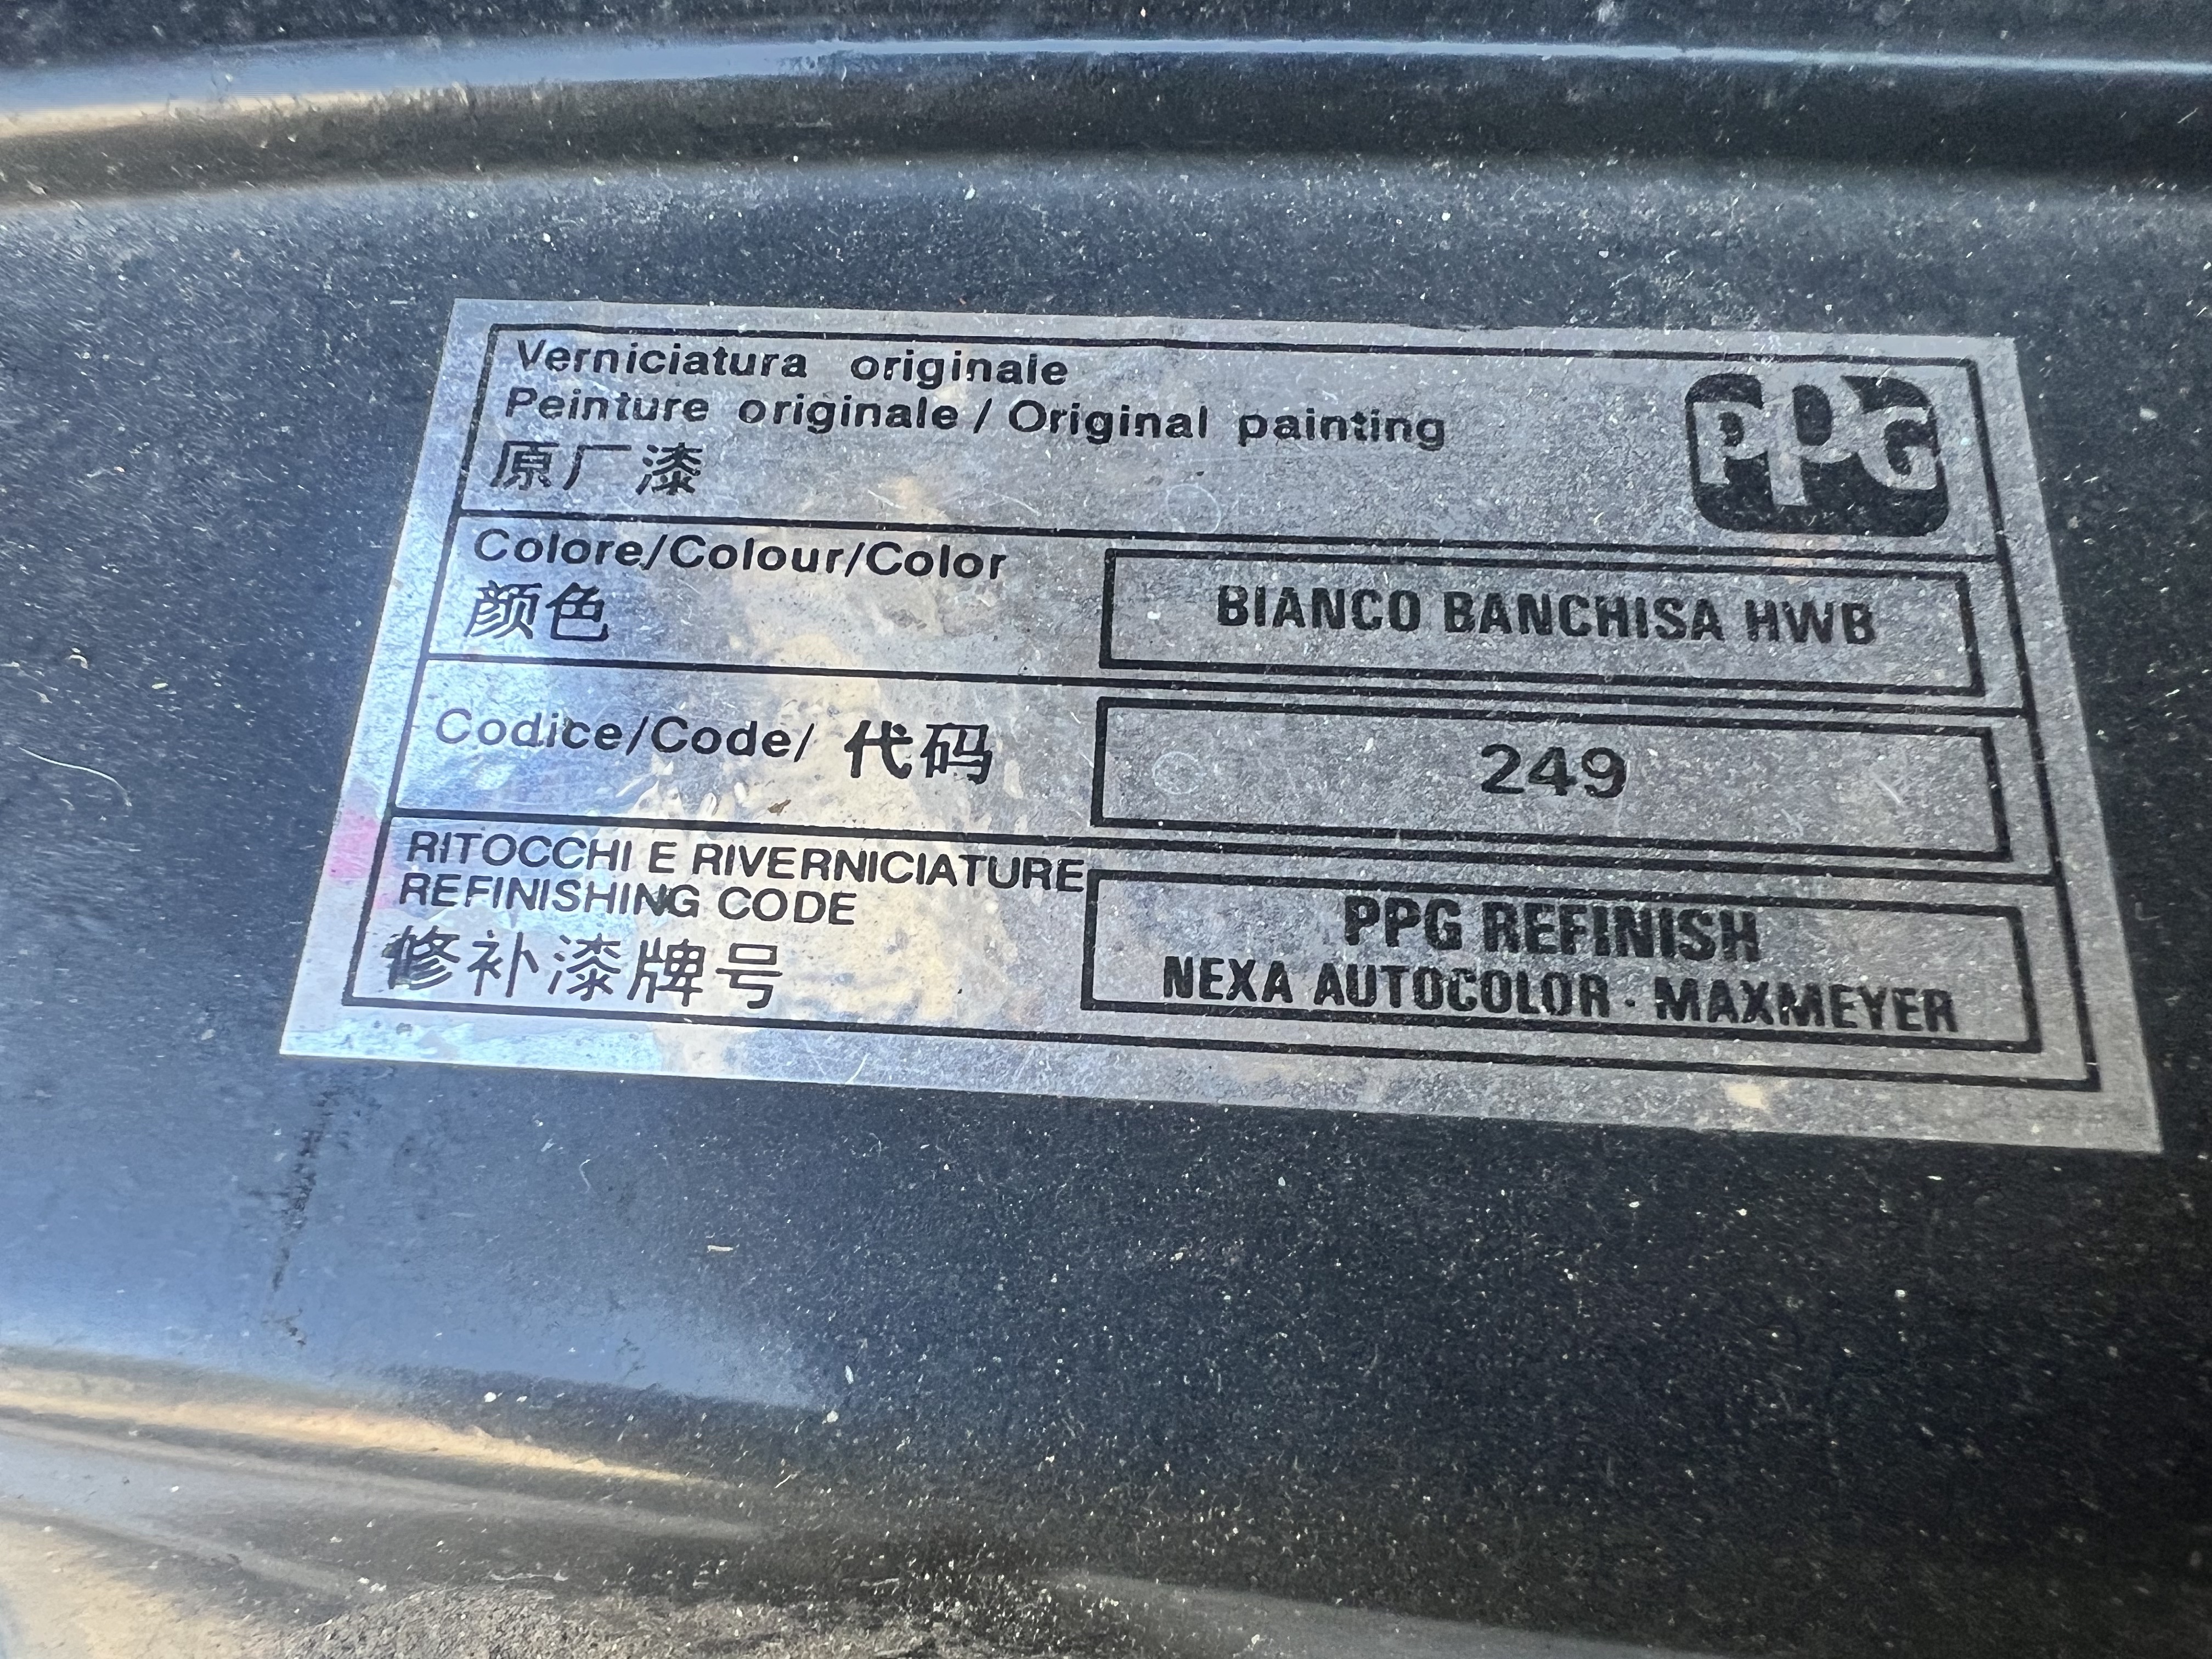 Verniciatura originale
Peinture originale / Original painting
原厂漆
PPG
Colore/Colour/Color
颜色
BIANCO BANCHISA HWB
Codice/Code/ 代码
249
RITOCCHI E RIVERNICIATURE
REFINISHING CODE
修补漆牌号
PPG REFINISH
NEXA AUTOCOLOR · MAXMEYER